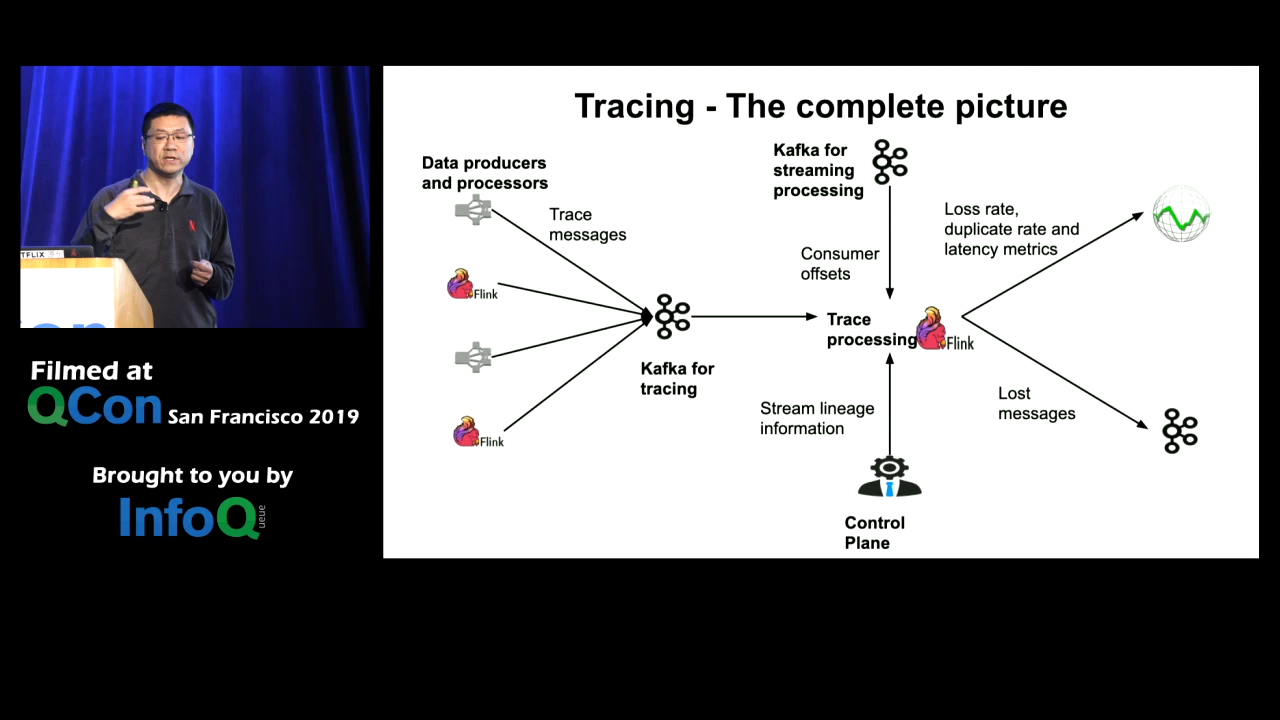 Tracing - The complete picture
Data producers
and processors
Trace
messages
Flink
Flink
Kafka for
tracing
Kafka for
streaming
processing
Consumer
offsets
Trace
processing
Flink
Stream lineage
information
Control
Plane
Loss rate,
duplicate rate and
latency metrics
Lost
messages
TFLIX
Filmed at
QCon San Francisco 2019
Brought to you by
InfoQ
ueue